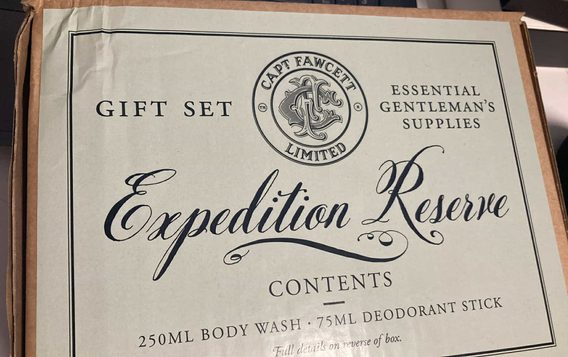 CAPT FAWCETT
LIMITED
GIFT SET
ESSENTIAL
GENTLEMAN'S
SUPPLIES
Expedition Reserve
CONTENTS
250ML BODY WASH · 75ML DEODORANT STICK
Full details on reverse of box.